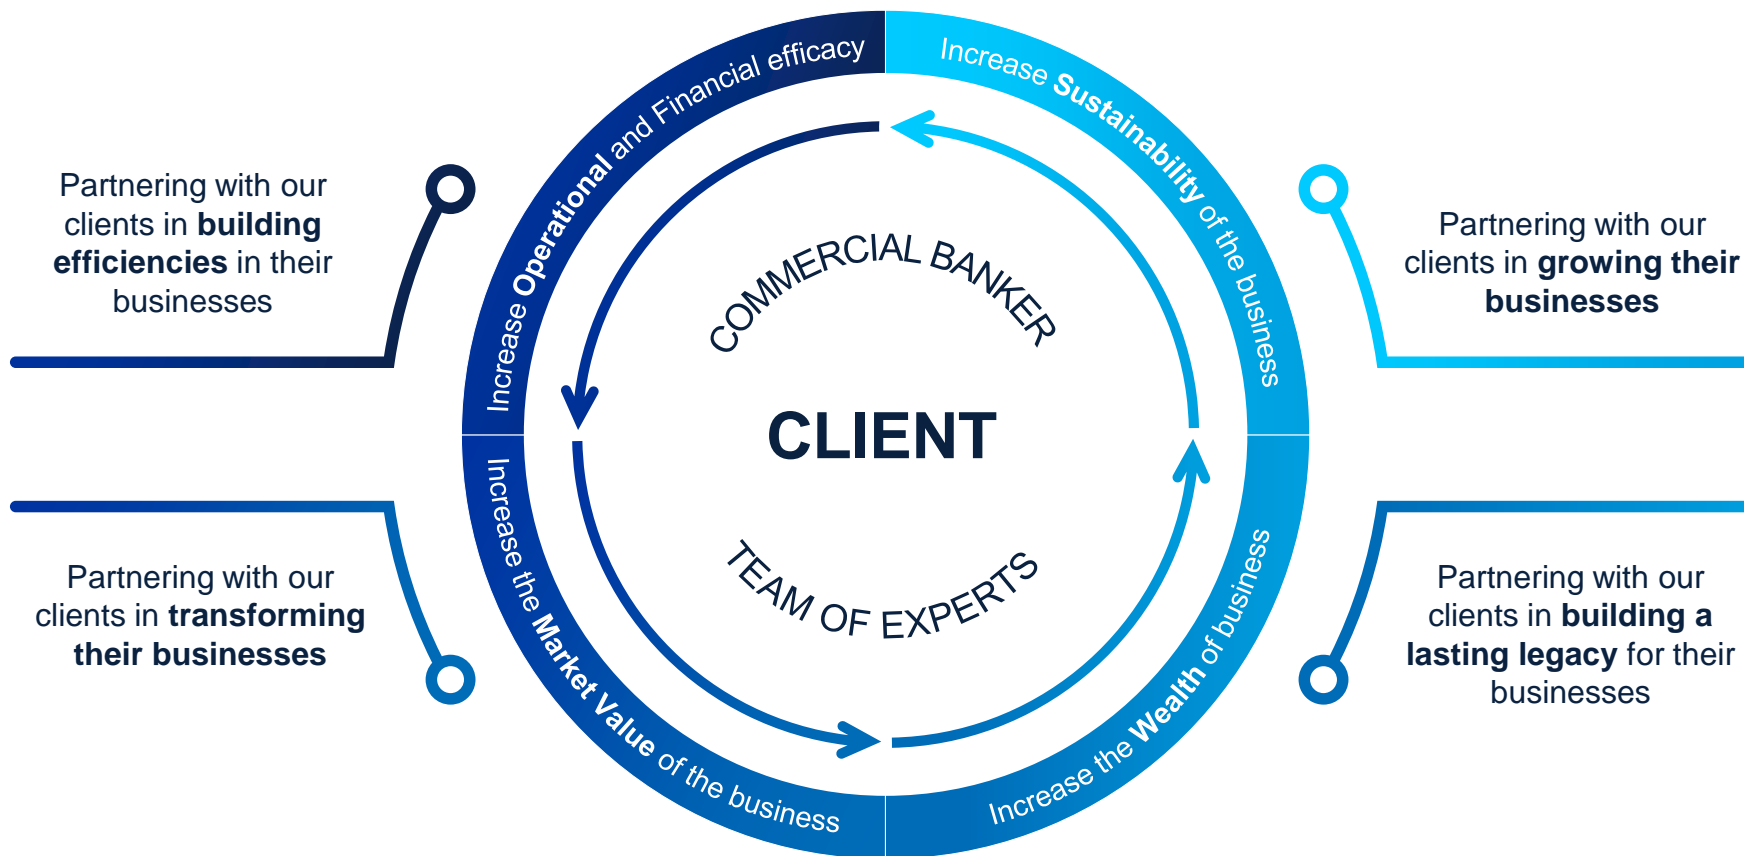 Increase Operational and Financial efficacy
Increase Sustainability of the business
Partnering with our
clients in building
efficiencies in their
businesses
Partnering with our
clients in growing their
businesses
COMMERCIAL BANKER
CLIENT
TEAM OF EXPERTS
Partnering with our
clients in transforming
their businesses
Partnering with our
clients in building a
lasting legacy for their
businesses
Increase the Market Value of the business
Increase the Wealth of business